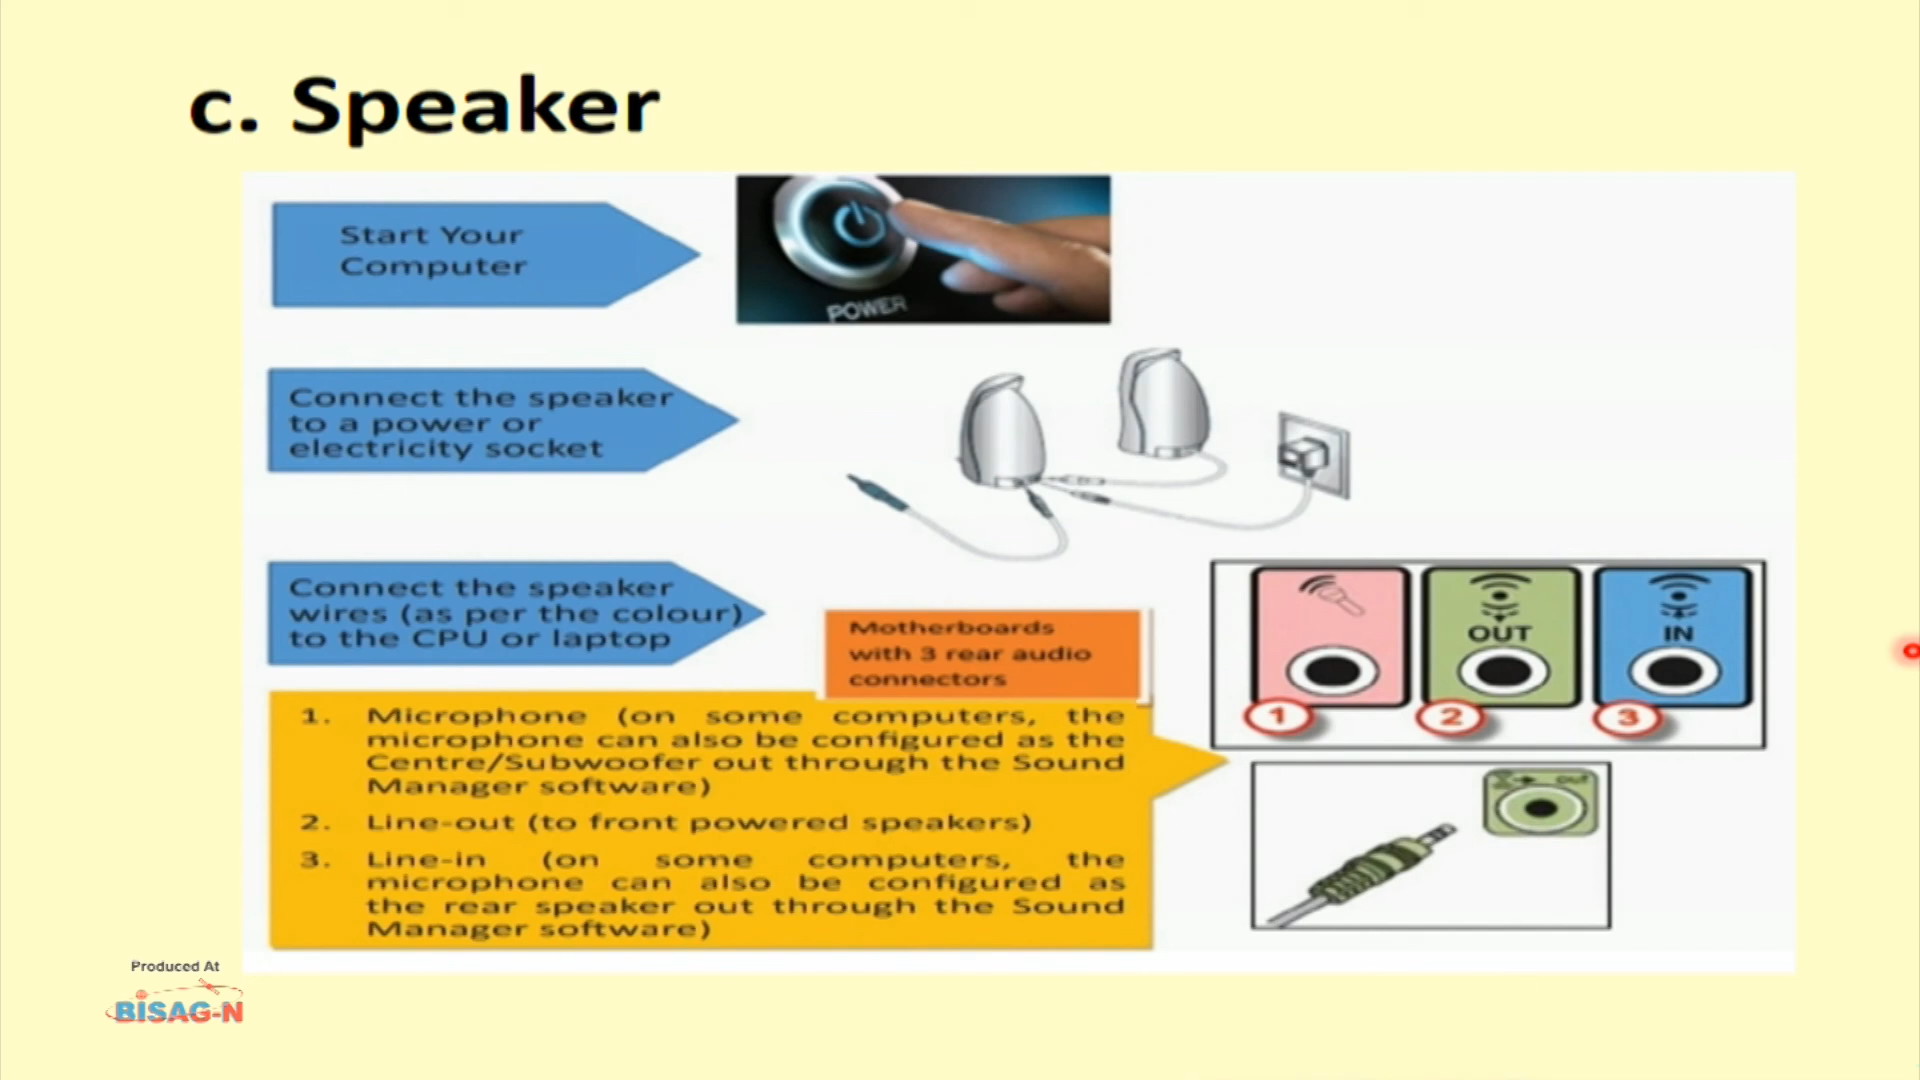 c. Speaker
Start Your
Computer
POWER
Connect the speaker
to a power or
electricity socket
Connect the speaker
wires (as per the colour)
to the CPU or laptop
Motherboards
with 3 rear audio
connectors
OUT
IN
1
2
3
1. Microphone (on some computers, the
microphone can also be configured as the
Centre/Subwoofer out through the Sound
Manager software)
2. Line-out (to front powered speakers)
3. Line-in (on some computers, the
microphone can also be configured as
the rear speaker out through the Sound
Manager software)
OUT
Produced At
BISAG-N